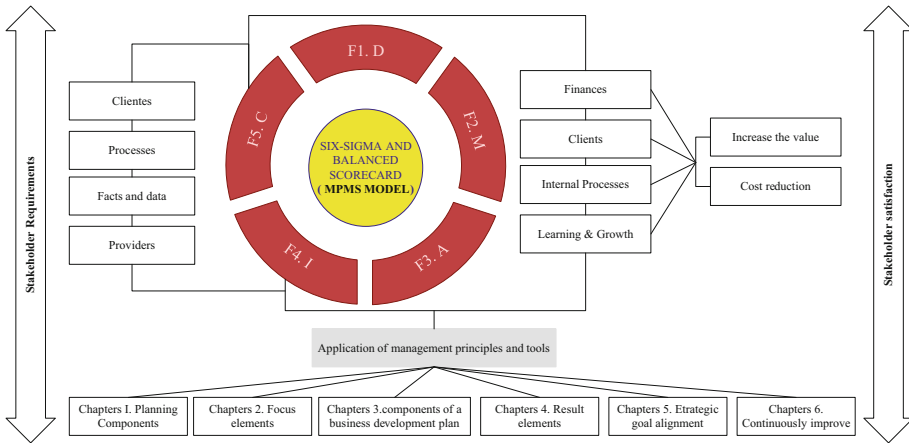 Stakeholder Requirements
Clientes
Processes
Facts and data
Providers
F1. D
F2. M
F3. A
F4. I
F5. C
SIX-SIGMA AND
BALANCED
SCORECARD
( MPMS MODEL)
Finances
Clients
Internal Processes
Learning & Growth
Increase the value
Cost reduction
Stakeholder satisfaction
Application of management principles and tools
Chapters I. Planning
Components
Chapters 2. Focus
elements
Chapters 3.components of a
business development plan
Chapters 4. Result
elements
Chapters 5. Etrategic
goal alignment
Chapters 6.
Continuously improve